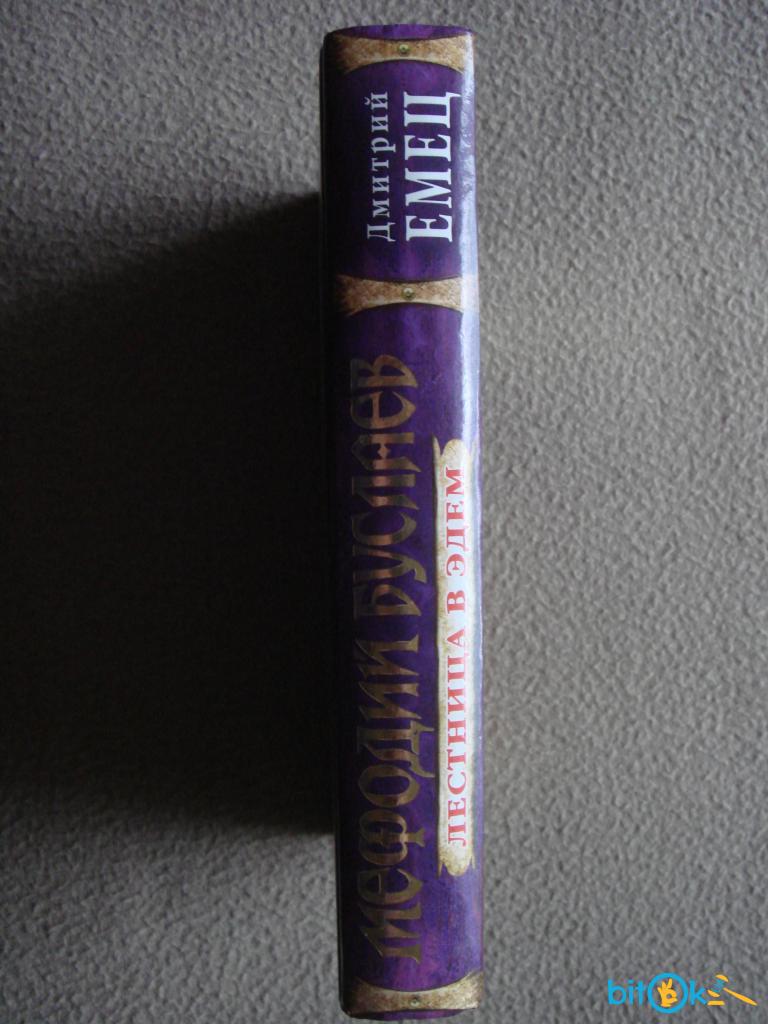 Дмитрий
ЕМЕЦ
МЕФОДИЙ БУСЛАЕВ
ЛЕСТНИЦА В ЭДЕМ
bitOk